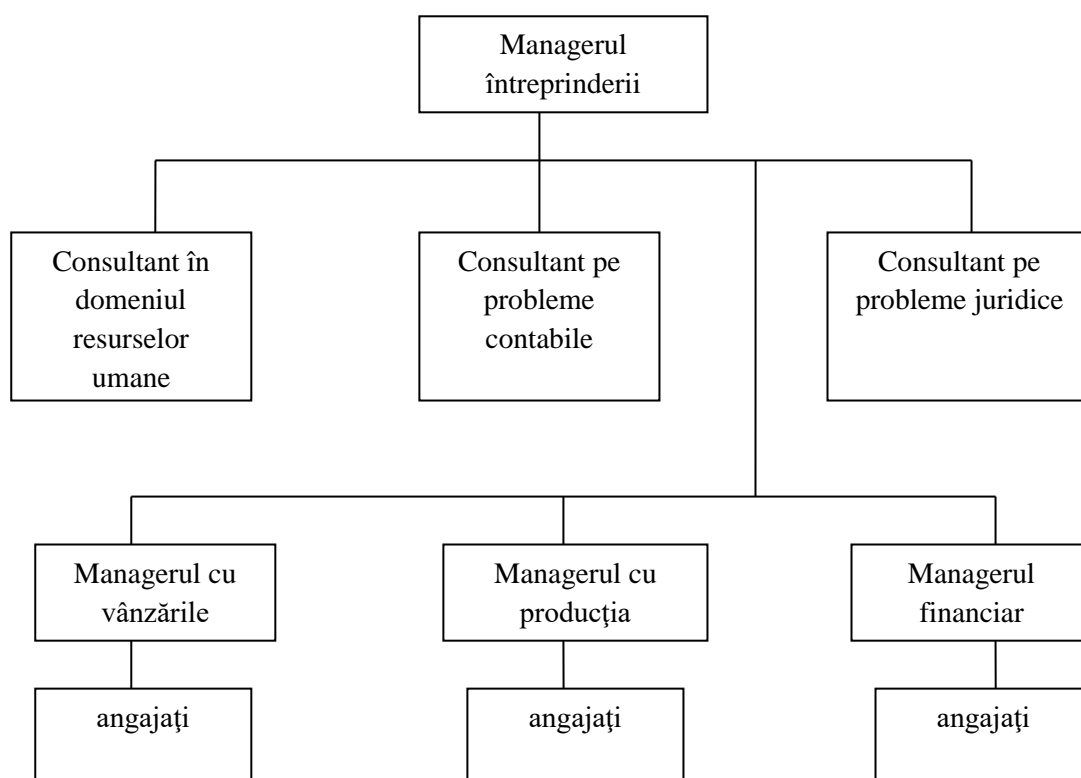 Managerul
întreprinderii
Consultant în
domeniul
resurselor
umane
Consultant pe
probleme
contabile
Consultant pe
probleme juridice
Managerul cu
vânzările
Managerul cu
producţia
Managerul
financiar
angajaţi
angajaţi
angajaţi